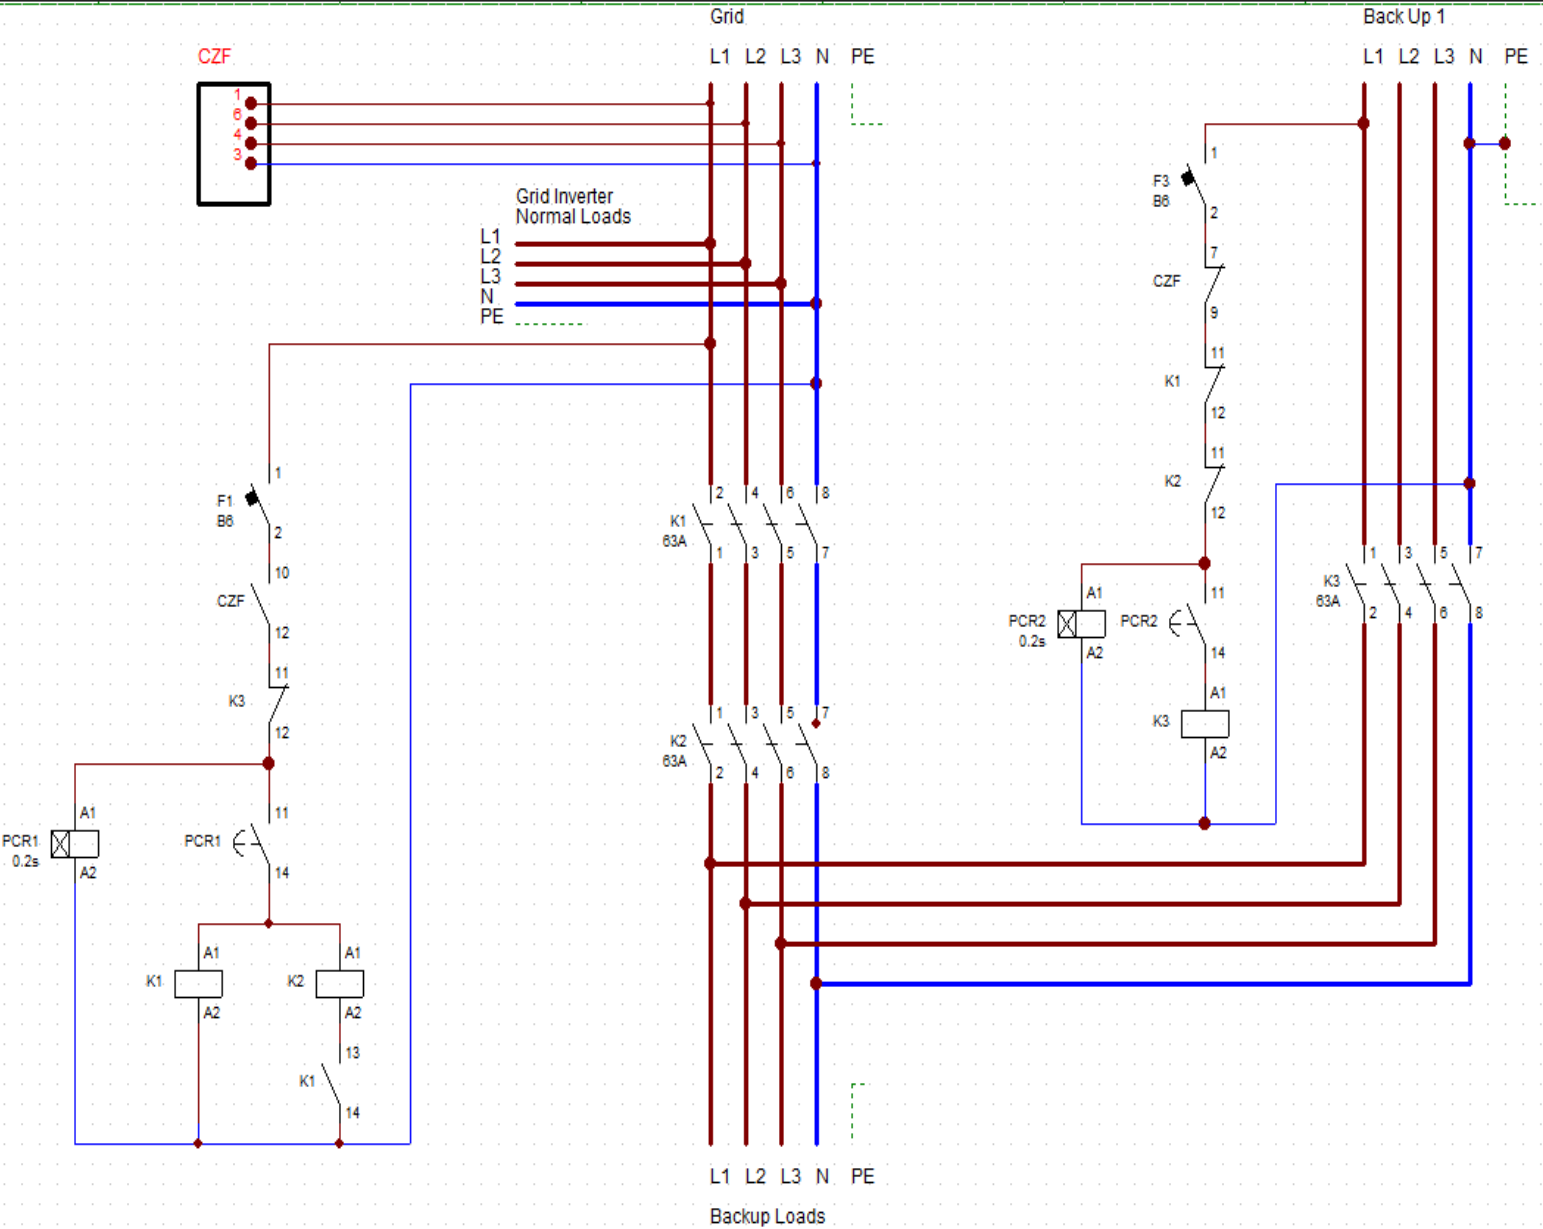 Grid
Back Up 1
CZF
L1 L2 L3 N PE
L1 L2 L3 N PE
1
6
4
3
Grid Inverter
Normal Loads
L1
L2
L3
N
PE
1
F3
B6
2
7
CZF
9
11
K1
12
11
K2
12
A1
PCR2
0.2s
A2
11
PCR2
14
A1
K3
A2
1 3 5 7
K3
63A
2 4 6 8
1
F1
B6
2
10
CZF
12
11
K3
12
A1
PCR1
0.2s
A2
11
PCR1
14
A1
K1
A2
A1
K2
A2
13
K1
14
2 4 6 8
K1
63A
1 3 5 7
1 3 5 7
K2
63A
2 4 6 8
L1 L2 L3 N PE
Backup Loads